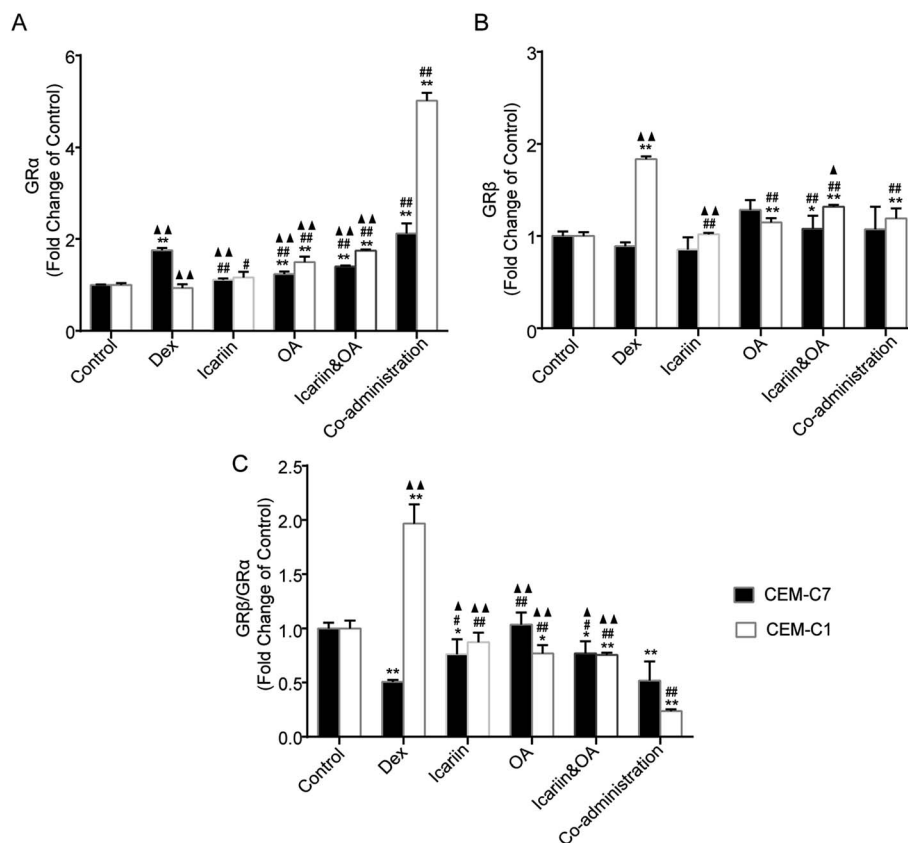 A
GRα
(Fold Change of Control)
6
4
2
0
▲▲
**
▲▲
▲▲
##
#
▲▲
##
**
▲▲
##
**
▲▲
##
**
▲▲
##
**
##
**
##
**
Control
Dex
Icariin
OA
Icariin&OA
Co-administration
B
GRβ
(Fold Change of Control)
3
2
1
0
▲▲
**
▲▲
##
##
**
##
*
▲
##
**
##
**
Control
Dex
Icariin
OA
Icariin&OA
Co-administration
C
GRβ/GRα
(Fold Change of Control)
2.5
2.0
1.5
1.0
0.5
0.0
**
▲▲
**
▲
#
*
▲▲
##
▲▲
##
▲▲
##
*
▲
#
*
▲▲
##
**
**
##
**
Control
Dex
Icariin
OA
Icariin&OA
Co-administration
CEM-C7
CEM-C1